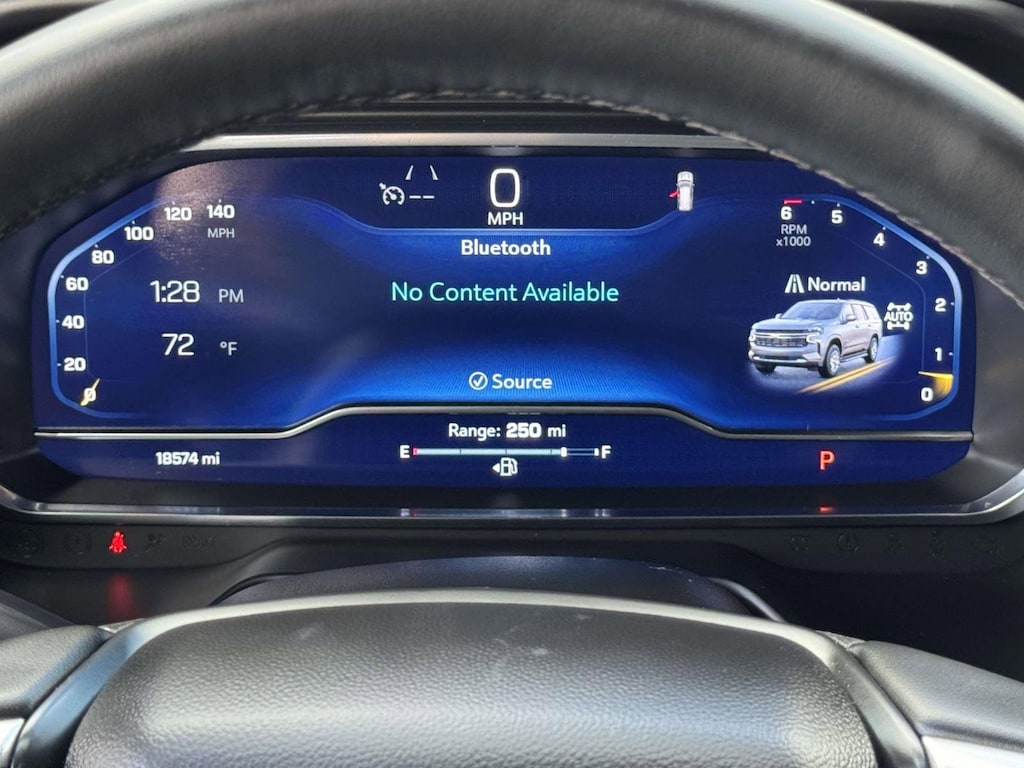 0
MPH
Bluetooth
No Content Available
Source
140
MPH
120
100
80
60
40
20
0
1:28 PM
72 °F
6
RPM
x1000
5
4
3
2
1
0
Normal
AUTO
Range: 250 mi
E F
18574 mi
P